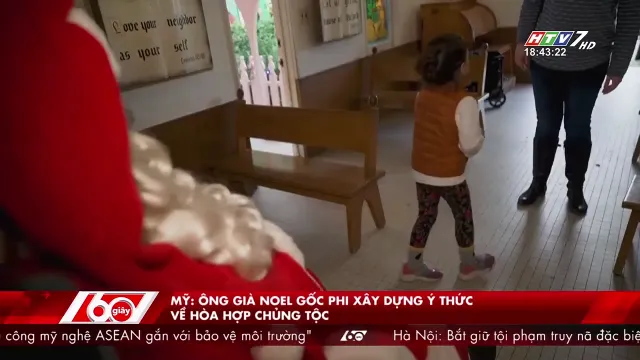 Love your neighbor
as your self
HTV7 HD
18:43:22
60 giây
MỸ: ÔNG GIÀ NOEL GỐC PHI XÂY DỰNG Ý THỨC
VỀ HÒA HỢP CHỦNG TỘC
công mỹ nghệ ASEAN gắn với bảo vệ môi trường" 60 Hà Nội: Bắt giữ tội phạm truy nã đặc biệ